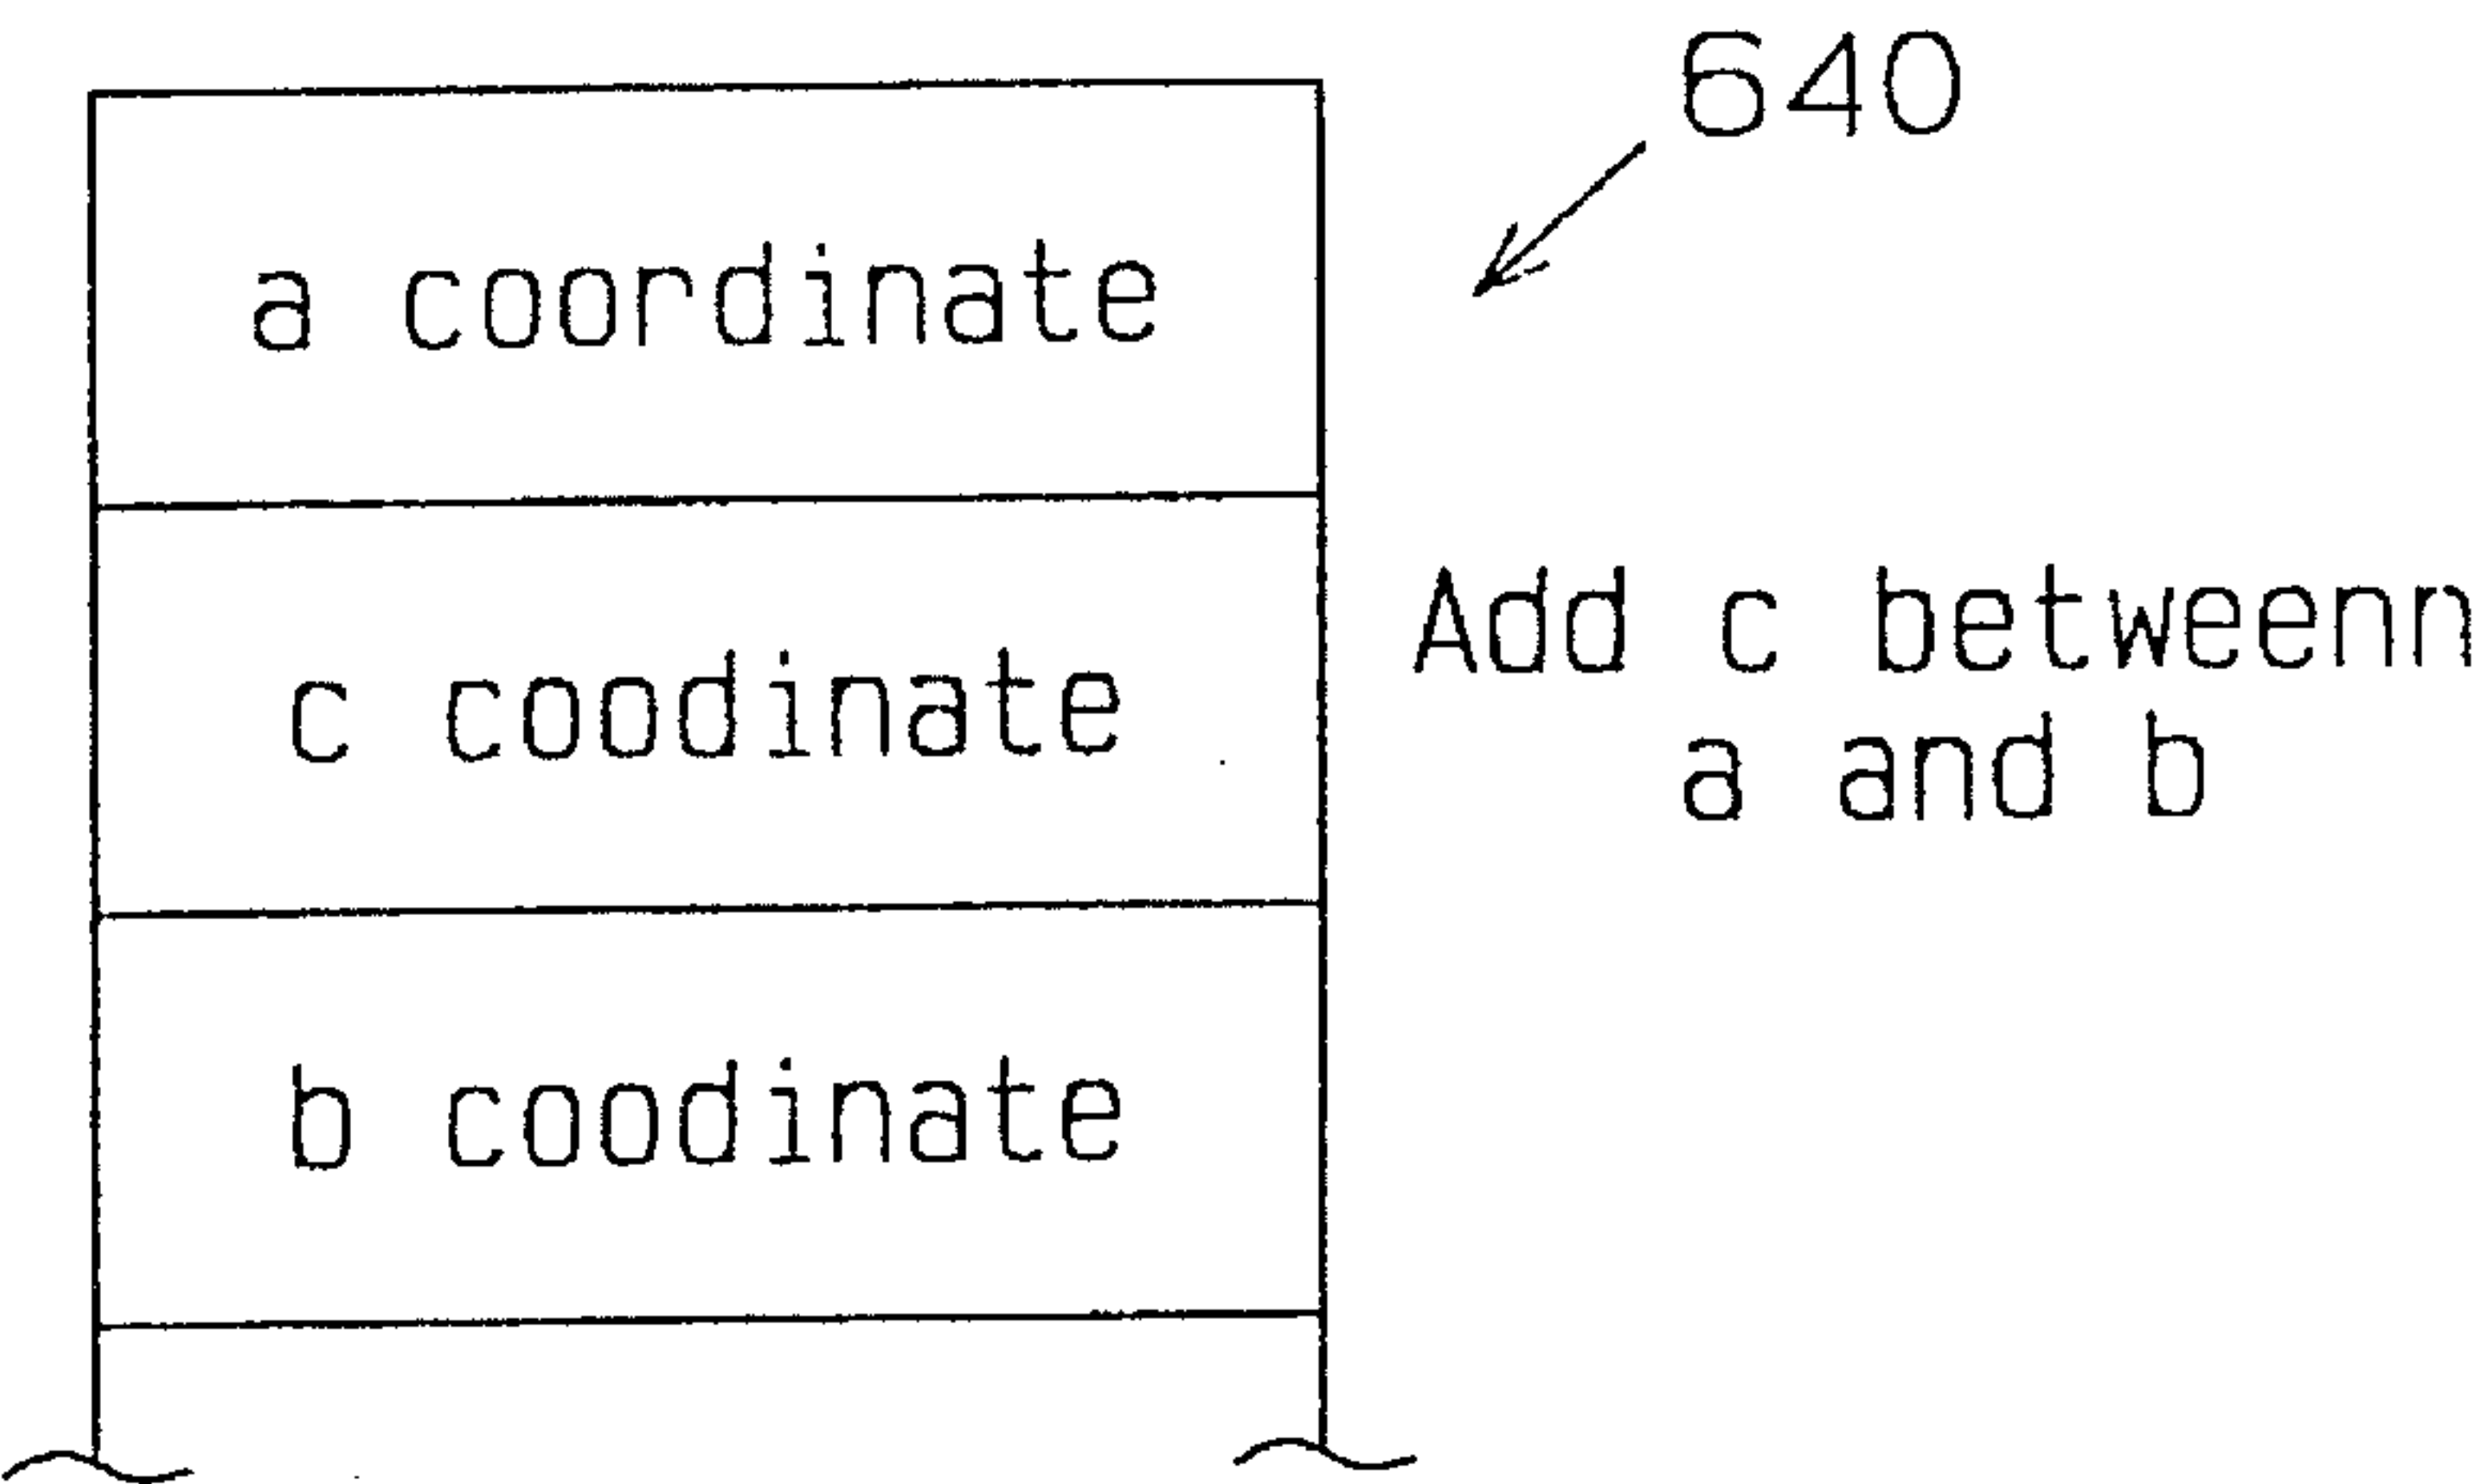 640
a coordinate
c coodinate
Add c betweenn
a and b
b coodinate